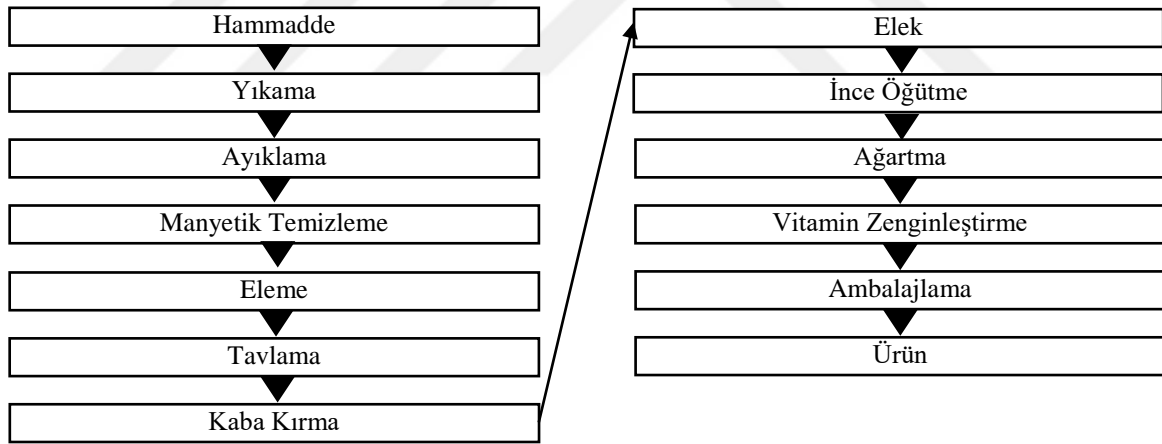 Hammadde
Yıkama
Ayıklama
Manyetik Temizleme
Eleme
Tavlama
Kaba Kırma
Elek
İnce Öğütme
Ağartma
Vitamin Zenginleştirme
Ambalajlama
Ürün